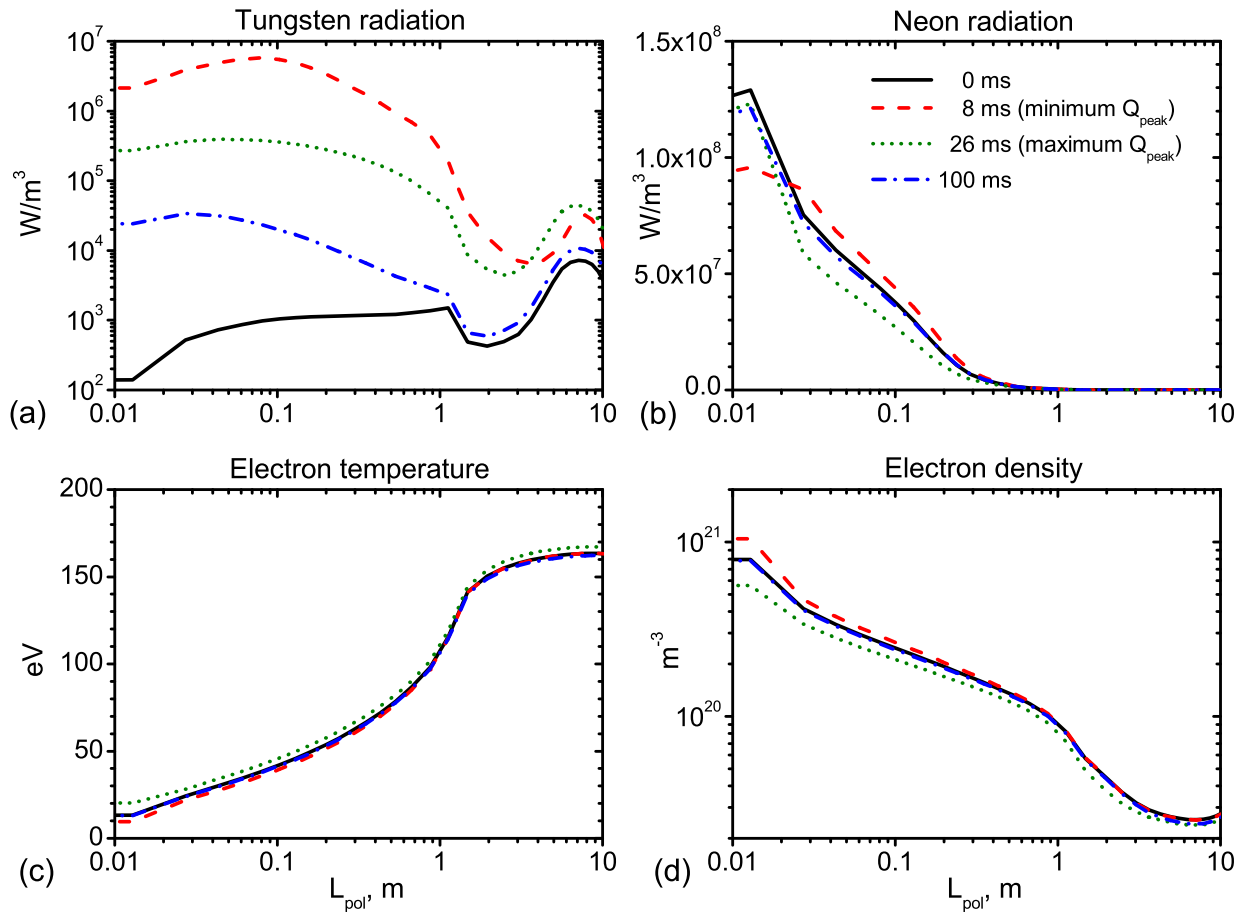 Tungsten radiation
10^7
10^6
10^5
10^4
10^3
10^2
W/m^3
0.01 0.1 1 10
(a)
Neon radiation
1.5x10^8
1.0x10^8
5.0x10^7
0.0
W/m^3
0 ms
8 ms (minimum Q_peak)
26 ms (maximum Q_peak)
100 ms
0.01 0.1 1 10
(b)
Electron temperature
200
150
100
50
0
eV
0.01 0.1 1 10
(c)
L_pol, m
Electron density
10^21
10^20
m^-3
0.01 0.1 1 10
(d)
L_pol, m